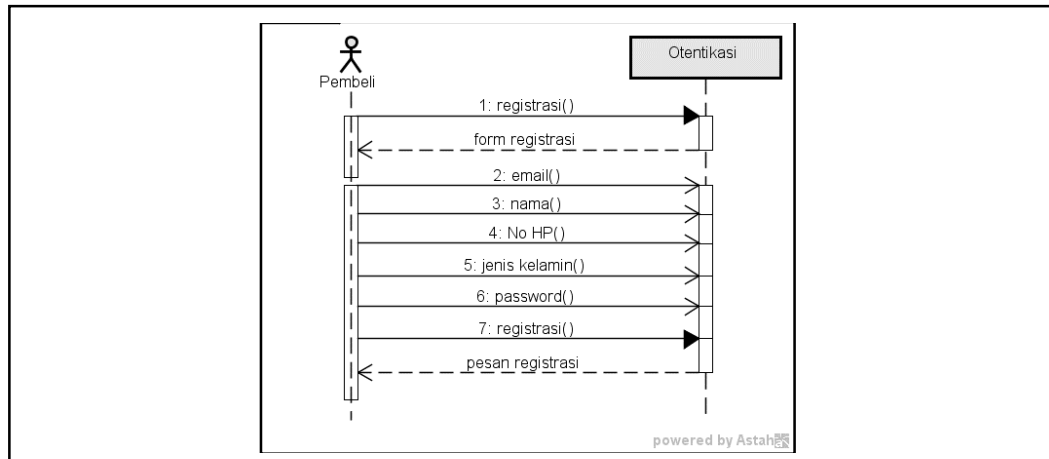 Pembeli
Otentikasi
1: registrasi()
form registrasi
2: email()
3: nama()
4: No HP()
5: jenis kelamin()
6: password()
7: registrasi()
pesan registrasi
powered by Astah